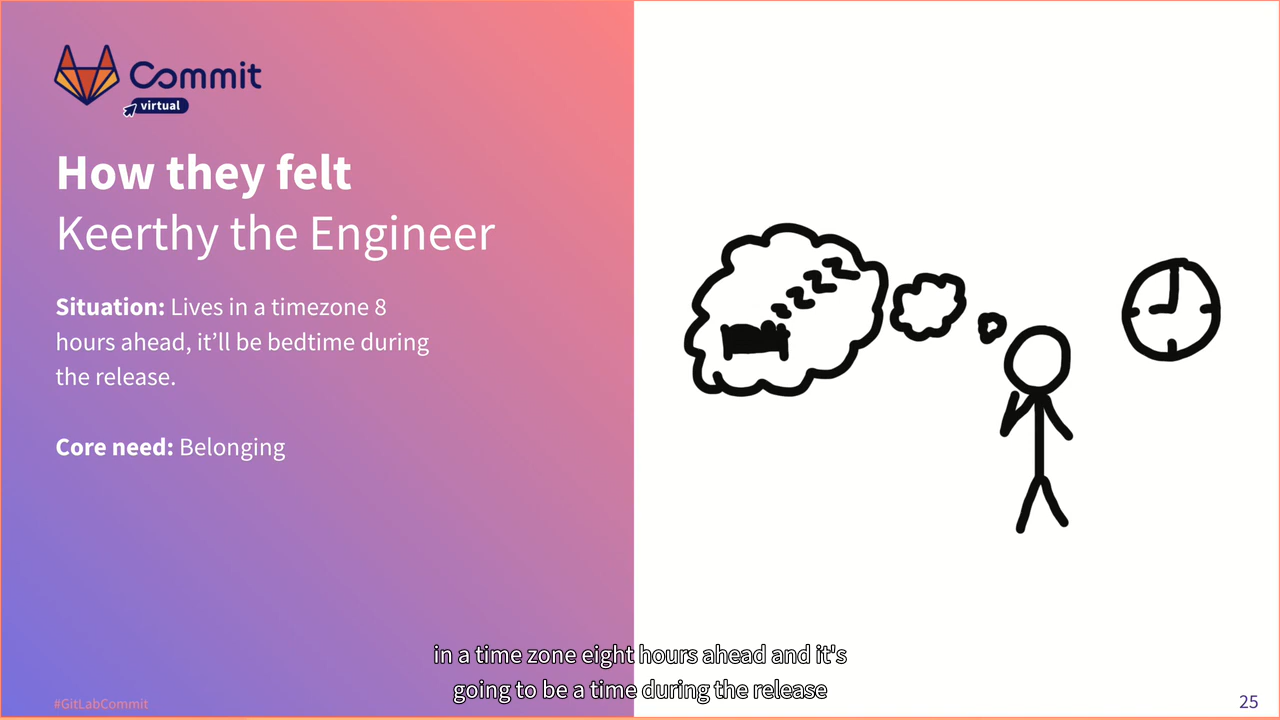 Commit
virtual
How they felt
Keerthy the Engineer
Situation: Lives in a timezone 8
hours ahead, it’ll be bedtime during
the release.
Core need: Belonging
in a time zone eight hours ahead and it's
going to be a time during the release
#GitLabCommit
25